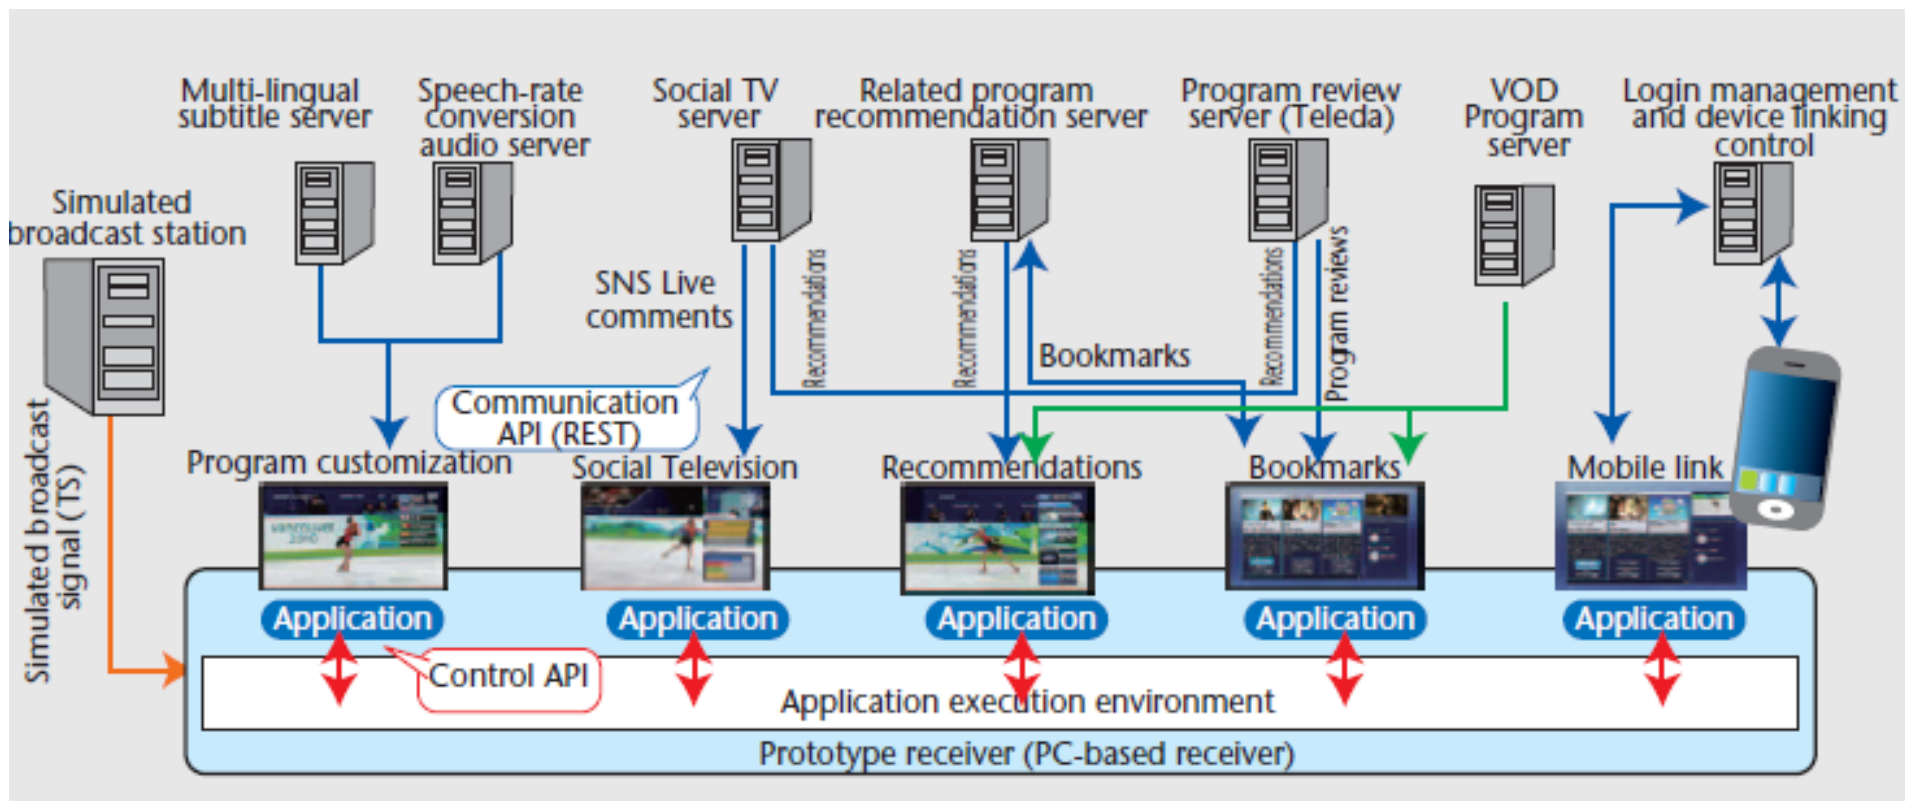 Multi-lingual
subtitle server
Speech-rate
conversion
audio server
Social TV
server
Related program
recommendation server
Program review
server (Teleda)
VOD
Program
server
Login management
and device linking
control
Simulated
broadcast station
SNS Live
comments
Recommendations
Recommendations
Bookmarks
Recommendations
Program reviews
Communication
API (REST)
Simulated broadcast
signal (TS)
Program customization
Social Television
Recommendations
Bookmarks
Mobile link
vancouver
2010
Application
Application
Application
Application
Application
Control API
Application execution environment
Prototype receiver (PC-based receiver)